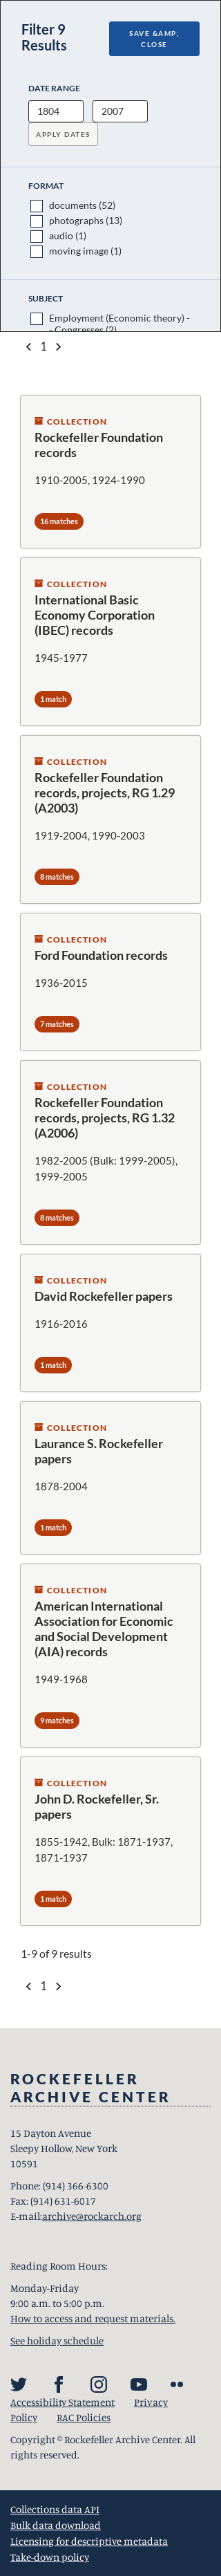 Filter 9
Results
SAVE &AMP;
CLOSE
DATE RANGE
1804
2007
APPLY DATES
FORMAT
documents (52)
photographs (13)
audio (1)
moving image (1)
SUBJECT
Employment (Economic theory) -
- Congresses (2)
1
COLLECTION
Rockefeller Foundation
records
1910-2005, 1924-1990
16 matches
COLLECTION
International Basic
Economy Corporation
(IBEC) records
1945-1977
1 match
COLLECTION
Rockefeller Foundation
records, projects, RG 1.29
(A2003)
1919-2004, 1990-2003
8 matches
COLLECTION
Ford Foundation records
1936-2015
7 matches
COLLECTION
Rockefeller Foundation
records, projects, RG 1.32
(A2006)
1982-2005 (Bulk: 1999-2005),
1999-2005
8 matches
COLLECTION
David Rockefeller papers
1916-2016
1 match
COLLECTION
Laurance S. Rockefeller
papers
1878-2004
1 match
COLLECTION
American International
Association for Economic
and Social Development
(AIA) records
1949-1968
9 matches
COLLECTION
John D. Rockefeller, Sr.
papers
1855-1942, Bulk: 1871-1937,
1871-1937
1 match
1-9 of 9 results
1
ROCKEFELLER
ARCHIVE CENTER
15 Dayton Avenue
Sleepy Hollow, New York
10591
Phone: (914) 366-6300
Fax: (914) 631-6017
E-mail:archive@rockarch.org
Reading Room Hours:
Monday-Friday
9:00 a.m. to 5:00 p.m.
How to access and request materials.
See holiday schedule
Accessibility Statement Privacy
Policy RAC Policies
Copyright © Rockefeller Archive Center. All
rights reserved.
Collections data API
Bulk data download
Licensing for descriptive metadata
Take-down policy